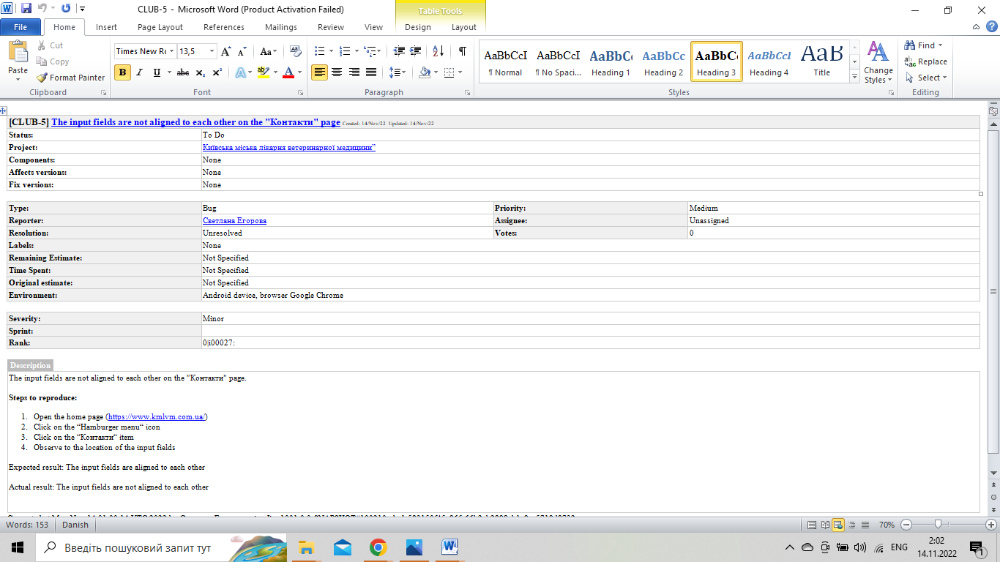 CLUB-5 - Microsoft Word (Product Activation Failed)
Table Tools
File Home Insert Page Layout References Mailings Review View Design Layout
Paste
Cut
Copy
Format Painter
Clipboard
Times New Ro 13,5
Font
Paragraph
AaBbCcI AaBbCcI AaBbC AaBbCc AaBbC AaBbCcI AaB
¶ Normal ¶ No Spaci... Heading 1 Heading 2 Heading 3 Heading 4 Title
Change Styles
Styles
Find
Replace
Select
Editing
[CLUB-5] The input fields are not aligned to each other on the "Контакти" page Created: 14/Nov/22 Updated: 14/Nov/22
Status: To Do
Project: Київська міська лікарня ветеринарної медицини”
Components: None
Affects versions: None
Fix versions: None
Type: Bug Priority: Medium
Reporter: Светлана Егорова Assignee: Unassigned
Resolution: Unresolved Votes: 0
Labels: None
Remaining Estimate: Not Specified
Time Spent: Not Specified
Original estimate: Not Specified
Environment: Android device, browser Google Chrome
Severity: Minor
Sprint:
Rank: 0|i00027:
Description
The input fields are not aligned to each other on the "Контакти" page.
Steps to reproduce:
1. Open the home page (https://www.kmlvm.com.ua/)
2. Click on the “Hamburger menu“ icon
3. Click on the “Контакти“ item
4. Observe to the location of the input fields
Expected result: The input fields are aligned to each other
Actual result: The input fields are not aligned to each other
Words: 153 Danish 70%
Введіть пошуковий запит тут
ENG
2:02
14.11.2022
1